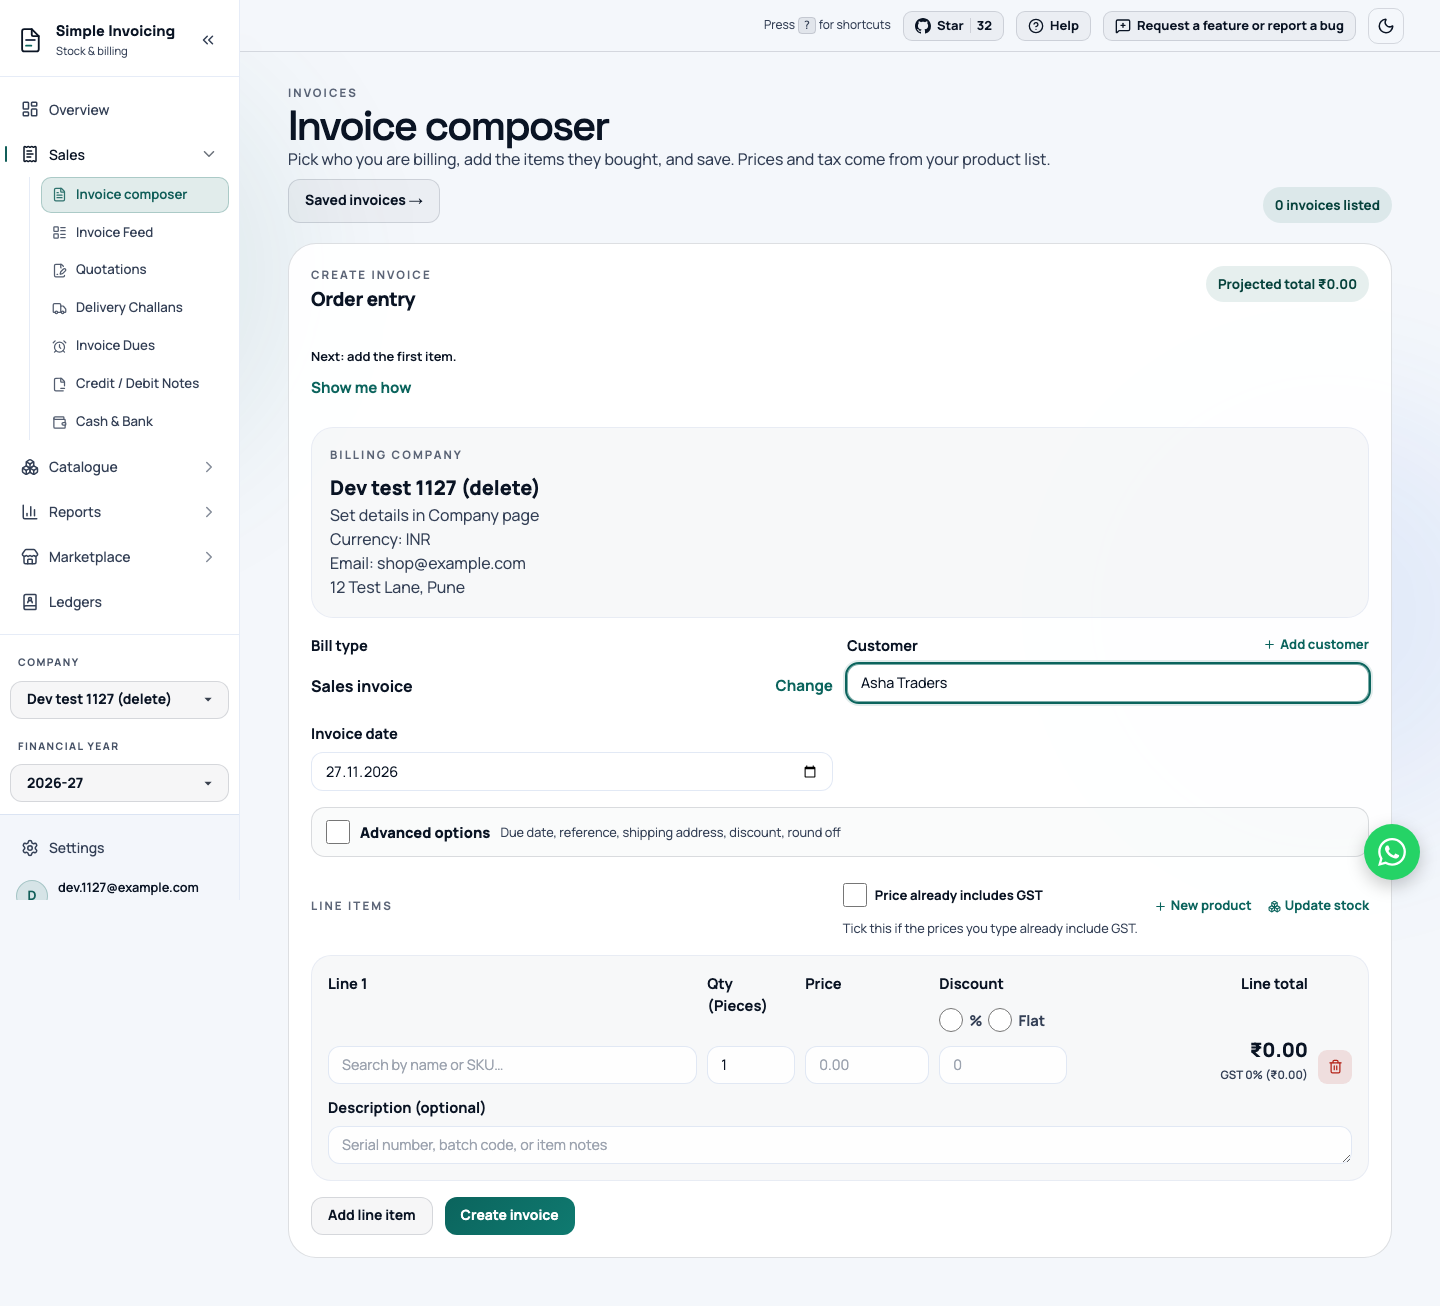 Simple Invoicing
Stock & billing
Press ? for shortcuts
Star 32
Help
Request a feature or report a bug
Overview
Sales
Invoice composer
Invoice Feed
Quotations
Delivery Challans
Invoice Dues
Credit / Debit Notes
Cash & Bank
Catalogue
Reports
Marketplace
Ledgers
COMPANY
Dev test 1127 (delete)
FINANCIAL YEAR
2026-27
Settings
D
dev.1127@example.com
INVOICES
Invoice composer
Pick who you are billing, add the items they bought, and save. Prices and tax come from your product list.
Saved invoices →
0 invoices listed
CREATE INVOICE
Order entry
Projected total ₹0.00
Next: add the first item.
Show me how
BILLING COMPANY
Dev test 1127 (delete)
Set details in Company page
Currency: INR
Email: shop@example.com
12 Test Lane, Pune
Bill type
Sales invoice
Change
Customer
+ Add customer
Asha Traders
Invoice date
27.11.2026
Advanced options Due date, reference, shipping address, discount, round off
LINE ITEMS
Price already includes GST
Tick this if the prices you type already include GST.
+ New product
Update stock
Line 1
Qty
(Pieces)
Price
Discount
Line total
% Flat
Search by name or SKU...
1
0.00
0
₹0.00
GST 0% (₹0.00)
Description (optional)
Serial number, batch code, or item notes
Add line item
Create invoice